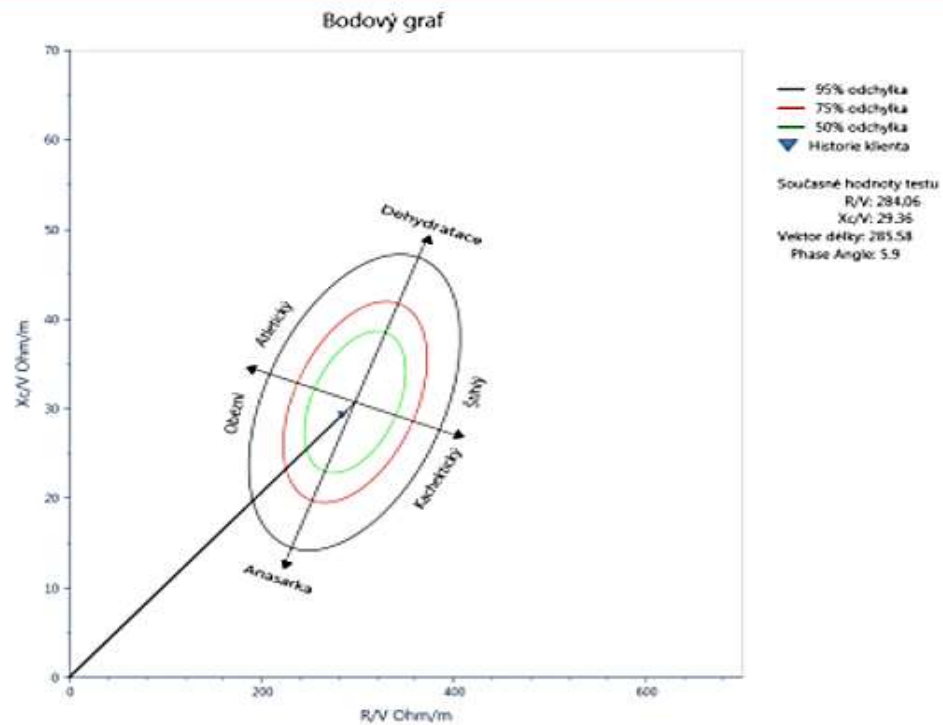 Bodový graf
70
60
50
40
30
20
10
0
0
200
400
600
Xc/V Ohm/m
R/V Ohm/m
Dehydratace
Atletický
Obézní
Štíhlý
Kachektický
Anasarka
95% odchylka
75% odchylka
50% odchylka
Historie klienta
Současné hodnoty testu
R/V: 284.06
Xc/V: 29.36
Vektor délky: 285.58
Phase Angle: 5.9